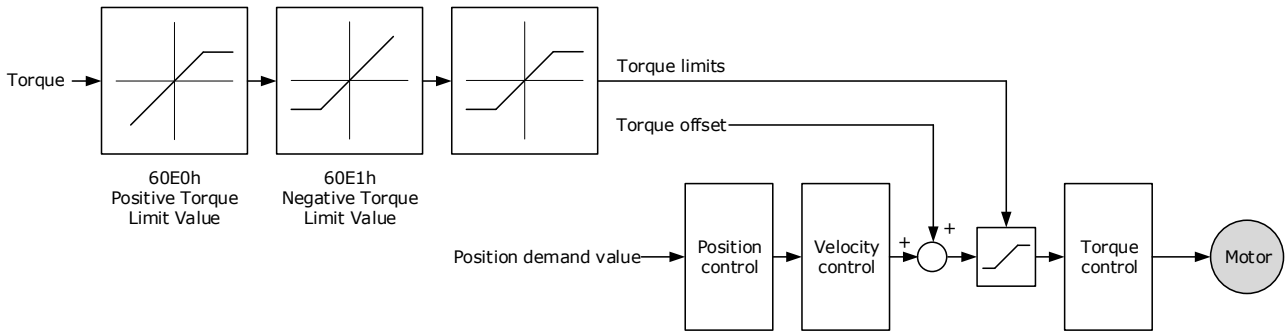 Torque
60E0h
Positive Torque
Limit Value
60E1h
Negative Torque
Limit Value
Torque limits
Torque offset
Position demand value
Position
control
Velocity
control
+
+
Torque
control
Motor